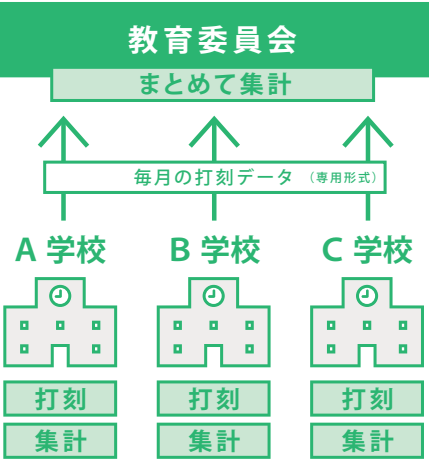 教育委員会
まとめて集計
毎月の打刻データ（専用形式）
A 学校 B 学校 C 学校
打刻 打刻 打刻
集計 集計 集計